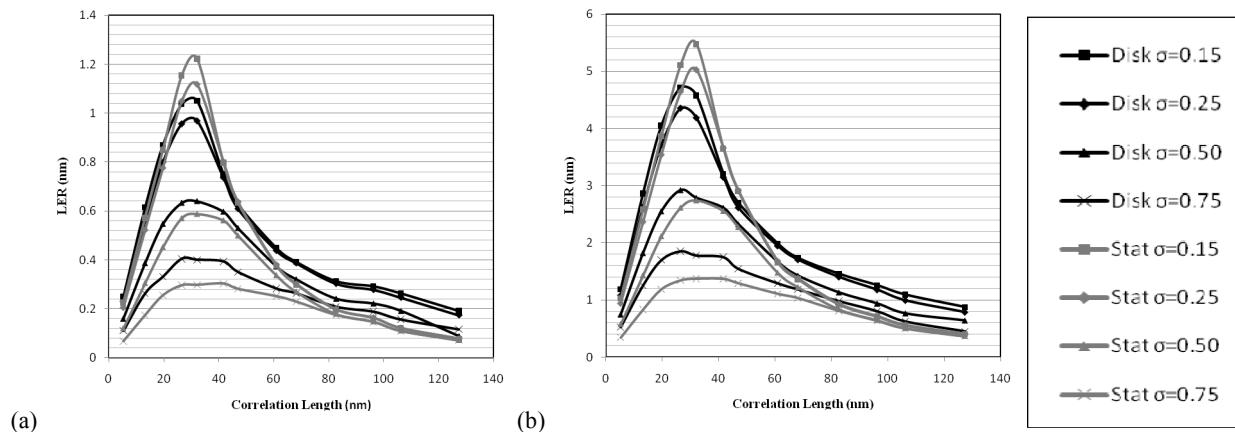 1.4
1.2
1
0.8
0.6
0.4
0.2
0
LER (nm)
0 20 40 60 80 100 120 140
Correlation Length (nm)
(a)
6
5
4
3
2
1
0
LER (nm)
0 20 40 60 80 100 120 140
Correlation Length (nm)
(b)
Disk σ=0.15
Disk σ=0.25
Disk σ=0.50
Disk σ=0.75
Stat σ=0.15
Stat σ=0.25
Stat σ=0.50
Stat σ=0.75